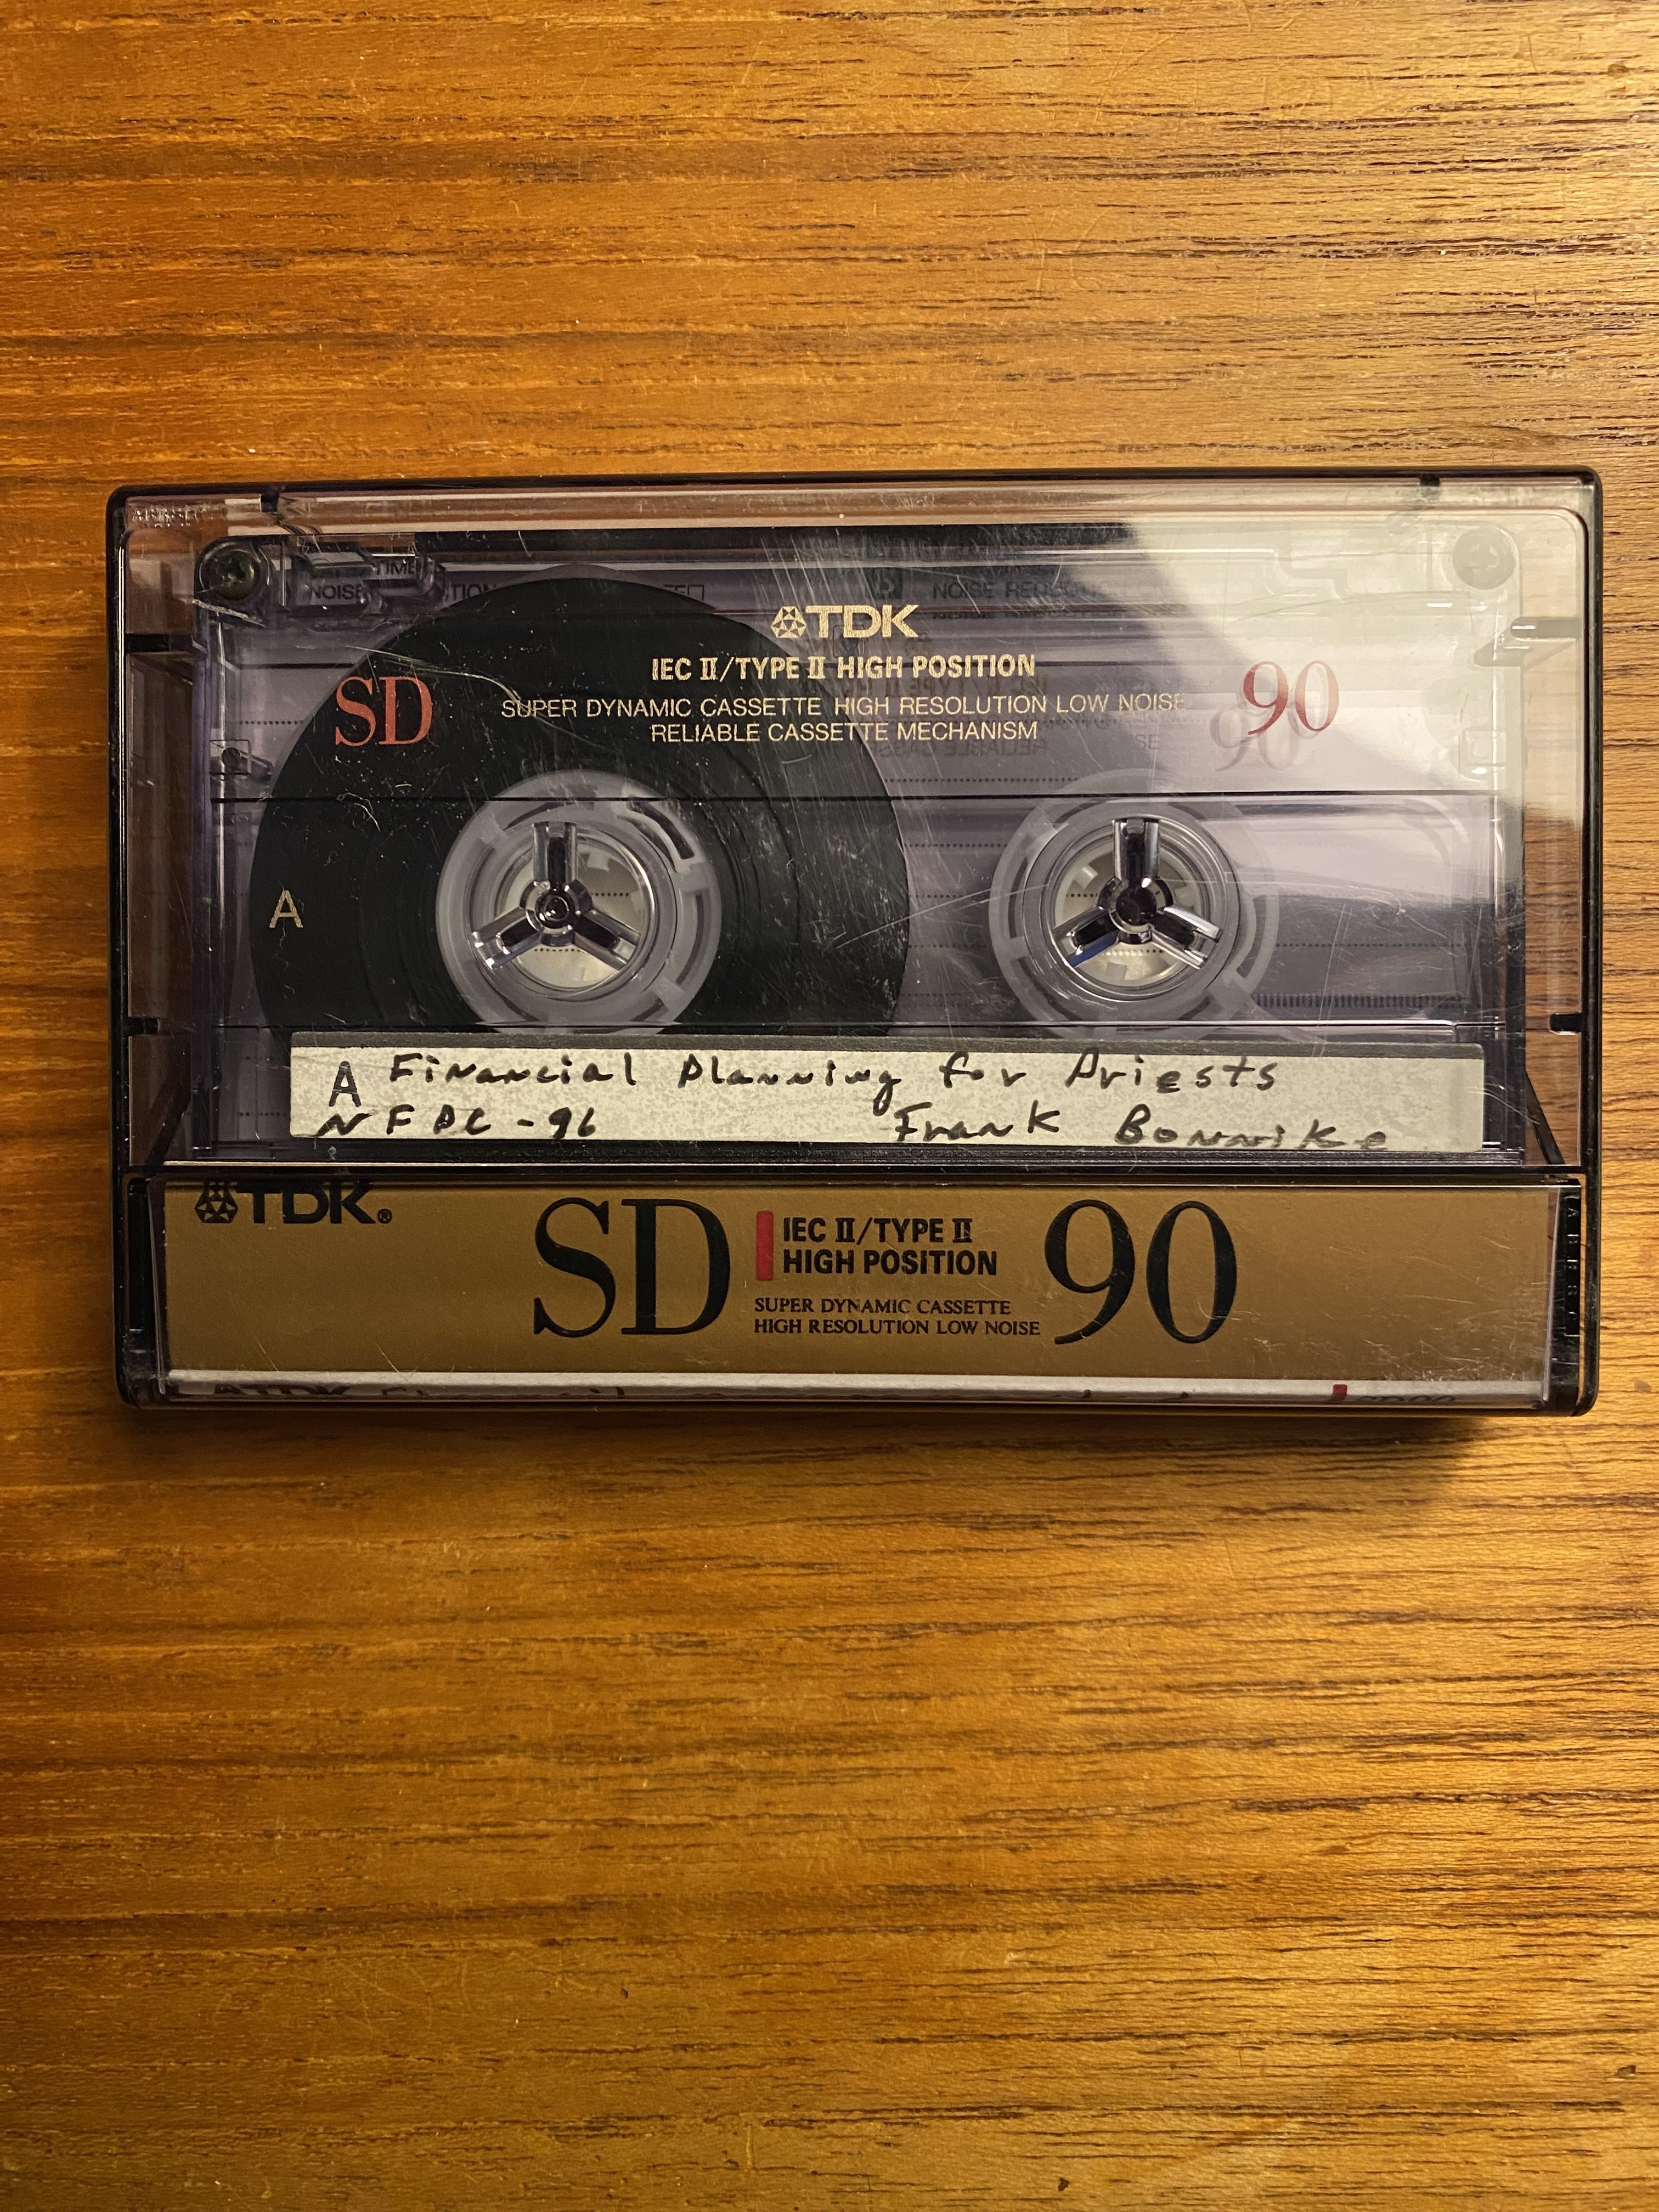 TDK
IEC II/TYPE II HIGH POSITION
SD
90
SUPER DYNAMIC CASSETTE HIGH RESOLUTION LOW NOISE
RELIABLE CASSETTE MECHANISM
A
A Financial Planning for Priests
NFPC-96 Frank Bonnike
TDK®
SD
IEC II/TYPE II
HIGH POSITION
90
SUPER DYNAMIC CASSETTE
HIGH RESOLUTION LOW NOISE